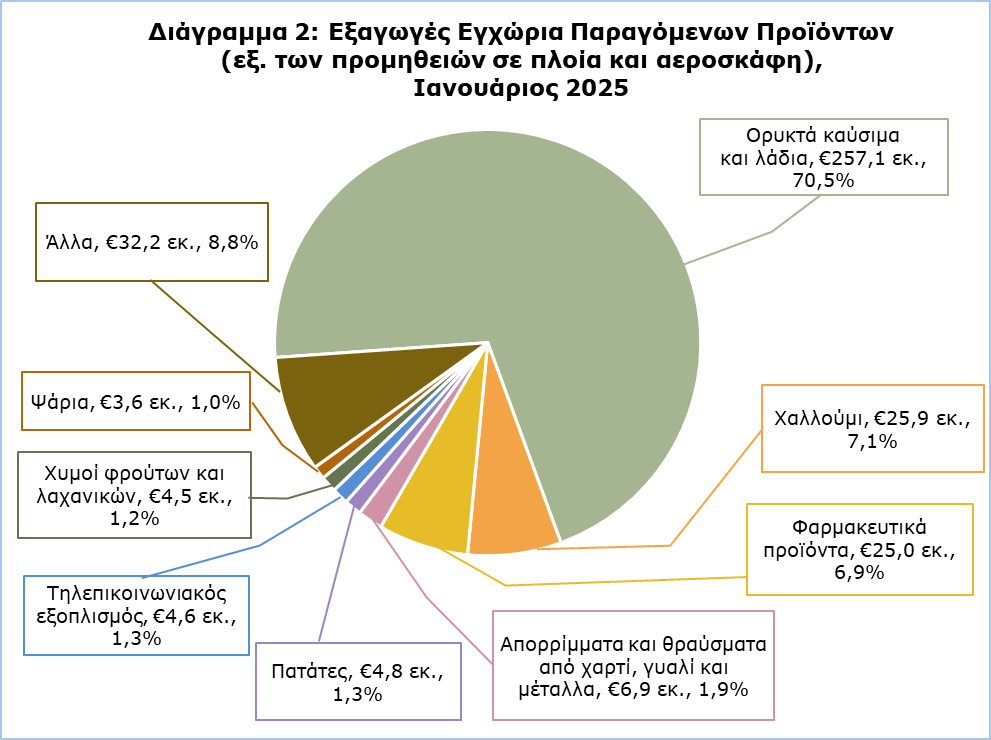 Διάγραμμα 2: Εξαγωγές Εγχώρια Παραγόμενων Προϊόντων
(εξ. των προμηθειών σε πλοία και αεροσκάφη),
Ιανουάριος 2025
Ορυκτά καύσιμα
και λάδια, €257,1 εκ.,
70,5%
Άλλα, €32,2 εκ., 8,8%
Ψάρια, €3,6 εκ., 1,0%
Χαλλούμι, €25,9 εκ.,
7,1%
Χυμοί φρούτων και
λαχανικών, €4,5 εκ.,
1,2%
Φαρμακευτικά
προϊόντα, €25,0 εκ.,
6,9%
Τηλεπικοινωνιακός
εξοπλισμός, €4,6 εκ.,
1,3%
Απορρίμματα και θραύσματα
από χαρτί, γυαλί και
μέταλλα, €6,9 εκ., 1,9%
Πατάτες, €4,8 εκ.,
1,3%